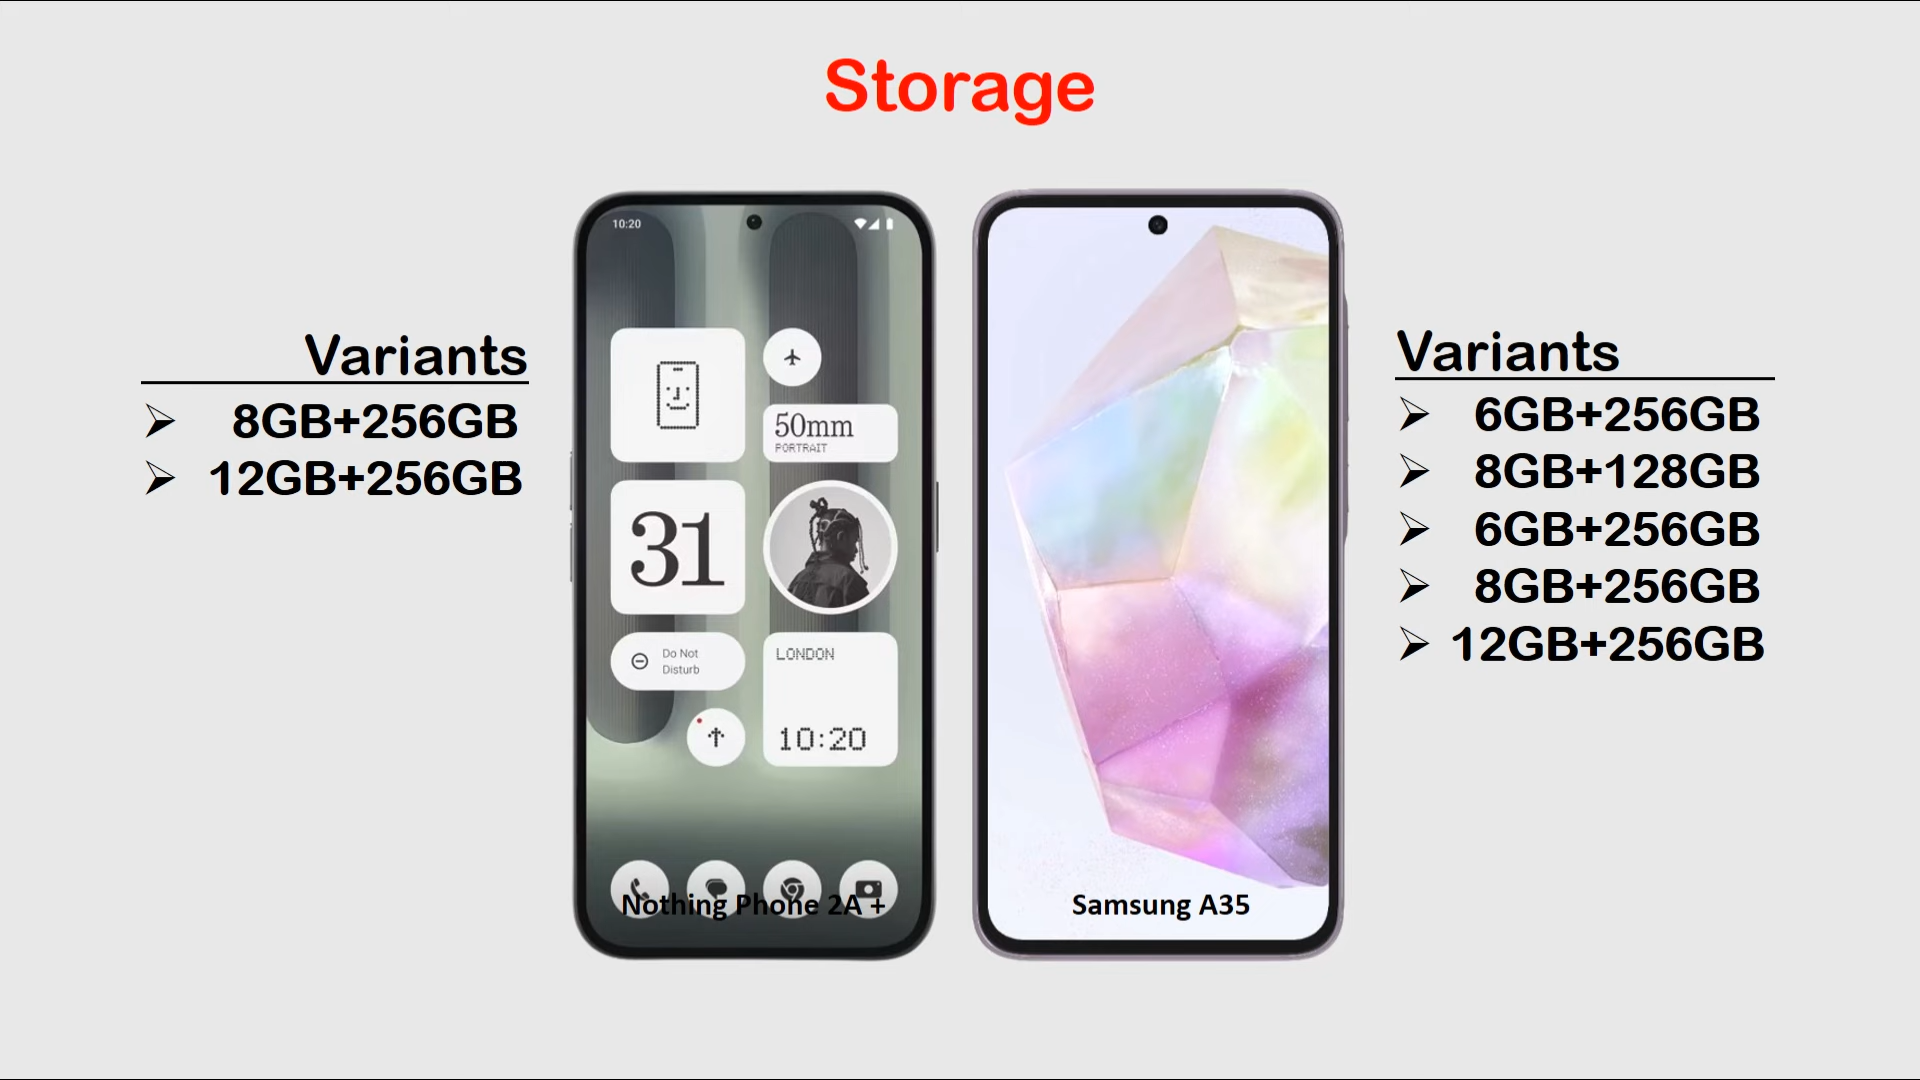 Storage
Variants
➢ 8GB+256GB
➢ 12GB+256GB
10:20
50mm
PORTRAIT
31
Do Not
Disturb
LONDON
10:20
Nothing Phone 2A +
Samsung A35
Variants
➢ 6GB+256GB
➢ 8GB+128GB
➢ 6GB+256GB
➢ 8GB+256GB
➢ 12GB+256GB